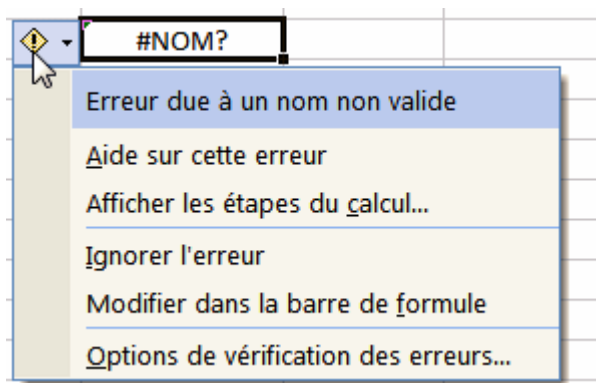 #NOM?
Erreur due à un nom non valide
Aide sur cette erreur
Afficher les étapes du calcul...
Ignorer l'erreur
Modifier dans la barre de formule
Options de vérification des erreurs...